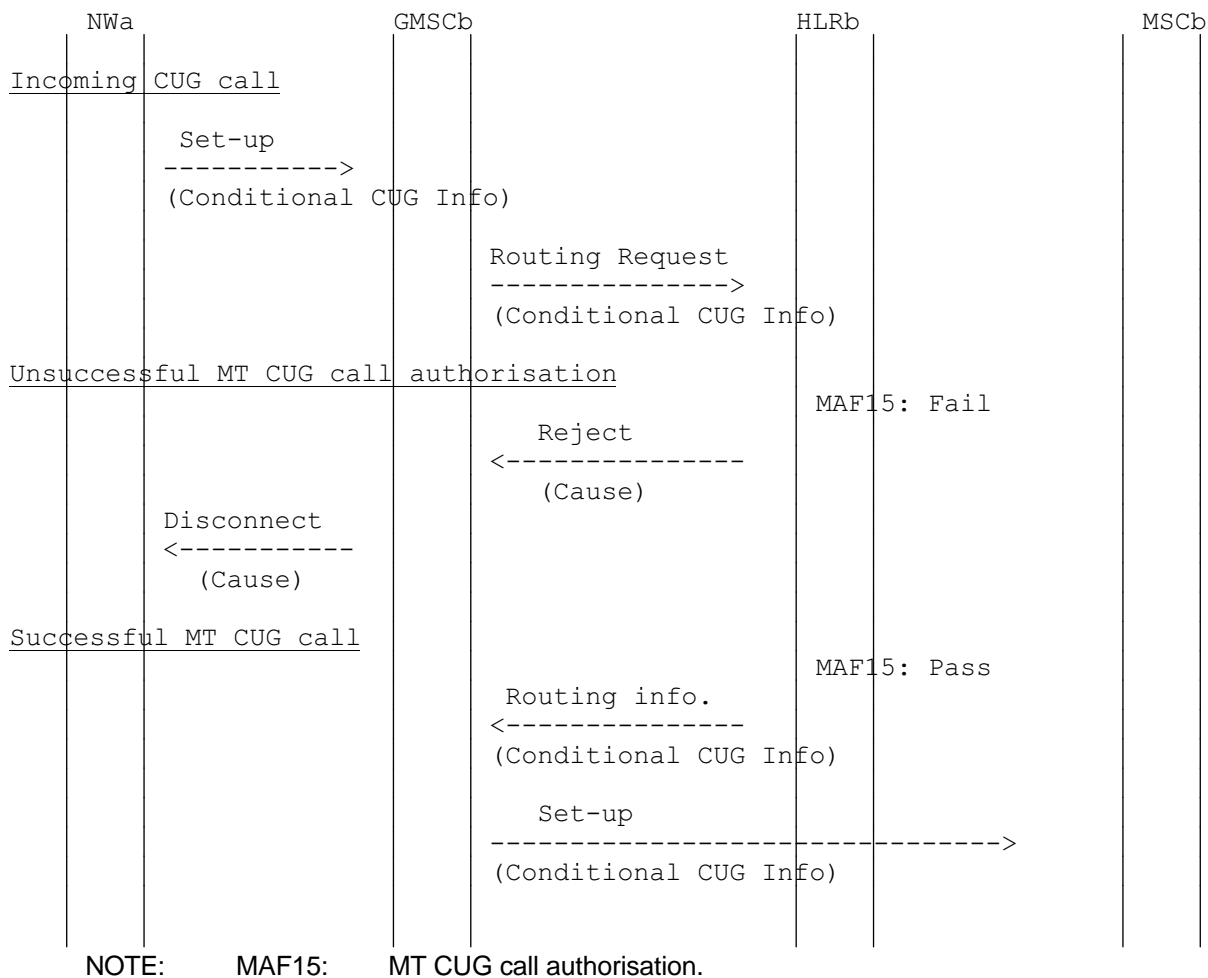 NWa GMSCb HLRb MSCb
Incoming CUG call
Set-up
----------->
(Conditional CUG Info)
Routing Request
--------------->
(Conditional CUG Info)
Unsuccessful MT CUG call authorisation
MAF15: Fail
Reject
<---------------
(Cause)
Disconnect
<-----------
(Cause)
Successful MT CUG call
MAF15: Pass
Routing info.
<---------------
(Conditional CUG Info)
Set-up
-------------------------------->
(Conditional CUG Info)
NOTE: MAF15: MT CUG call authorisation.